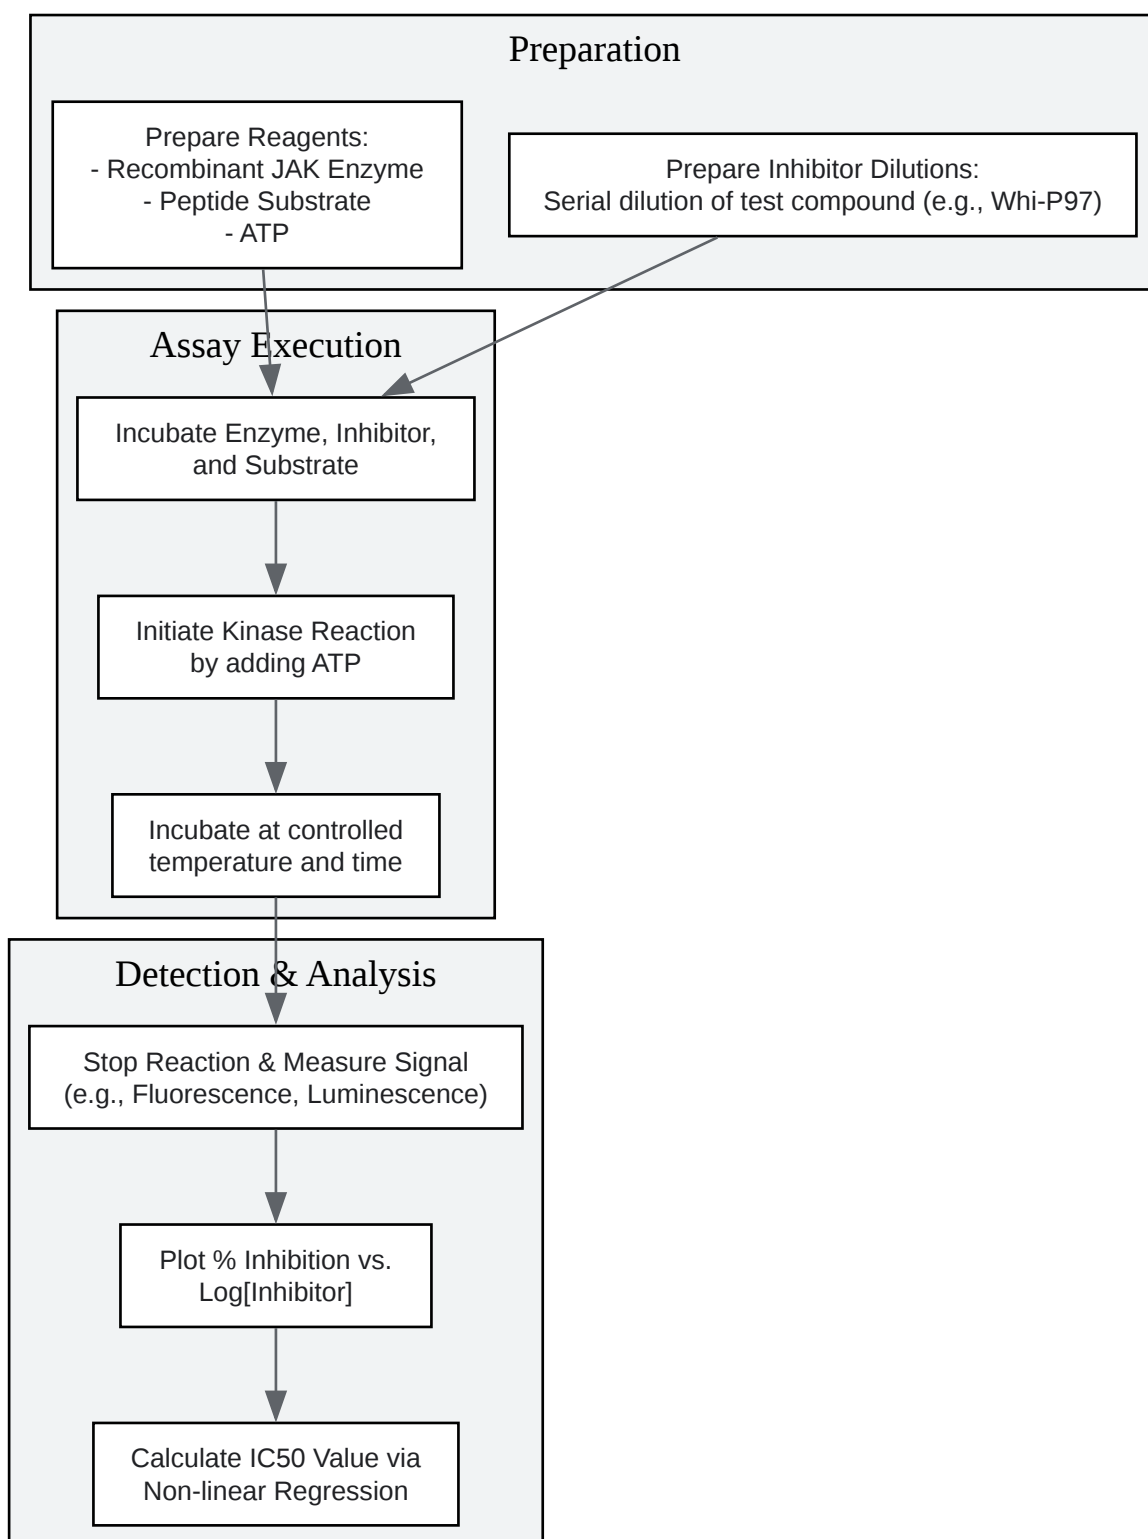 Preparation
Prepare Reagents:
- Recombinant JAK Enzyme
- Peptide Substrate
- ATP
Prepare Inhibitor Dilutions:
Serial dilution of test compound (e.g., Whi-P97)
Assay Execution
Incubate Enzyme, Inhibitor,
and Substrate
Initiate Kinase Reaction
by adding ATP
Incubate at controlled
temperature and time
Detection & Analysis
Stop Reaction & Measure Signal
(e.g., Fluorescence, Luminescence)
Plot % Inhibition vs.
Log[Inhibitor]
Calculate IC50 Value via
Non-linear Regression